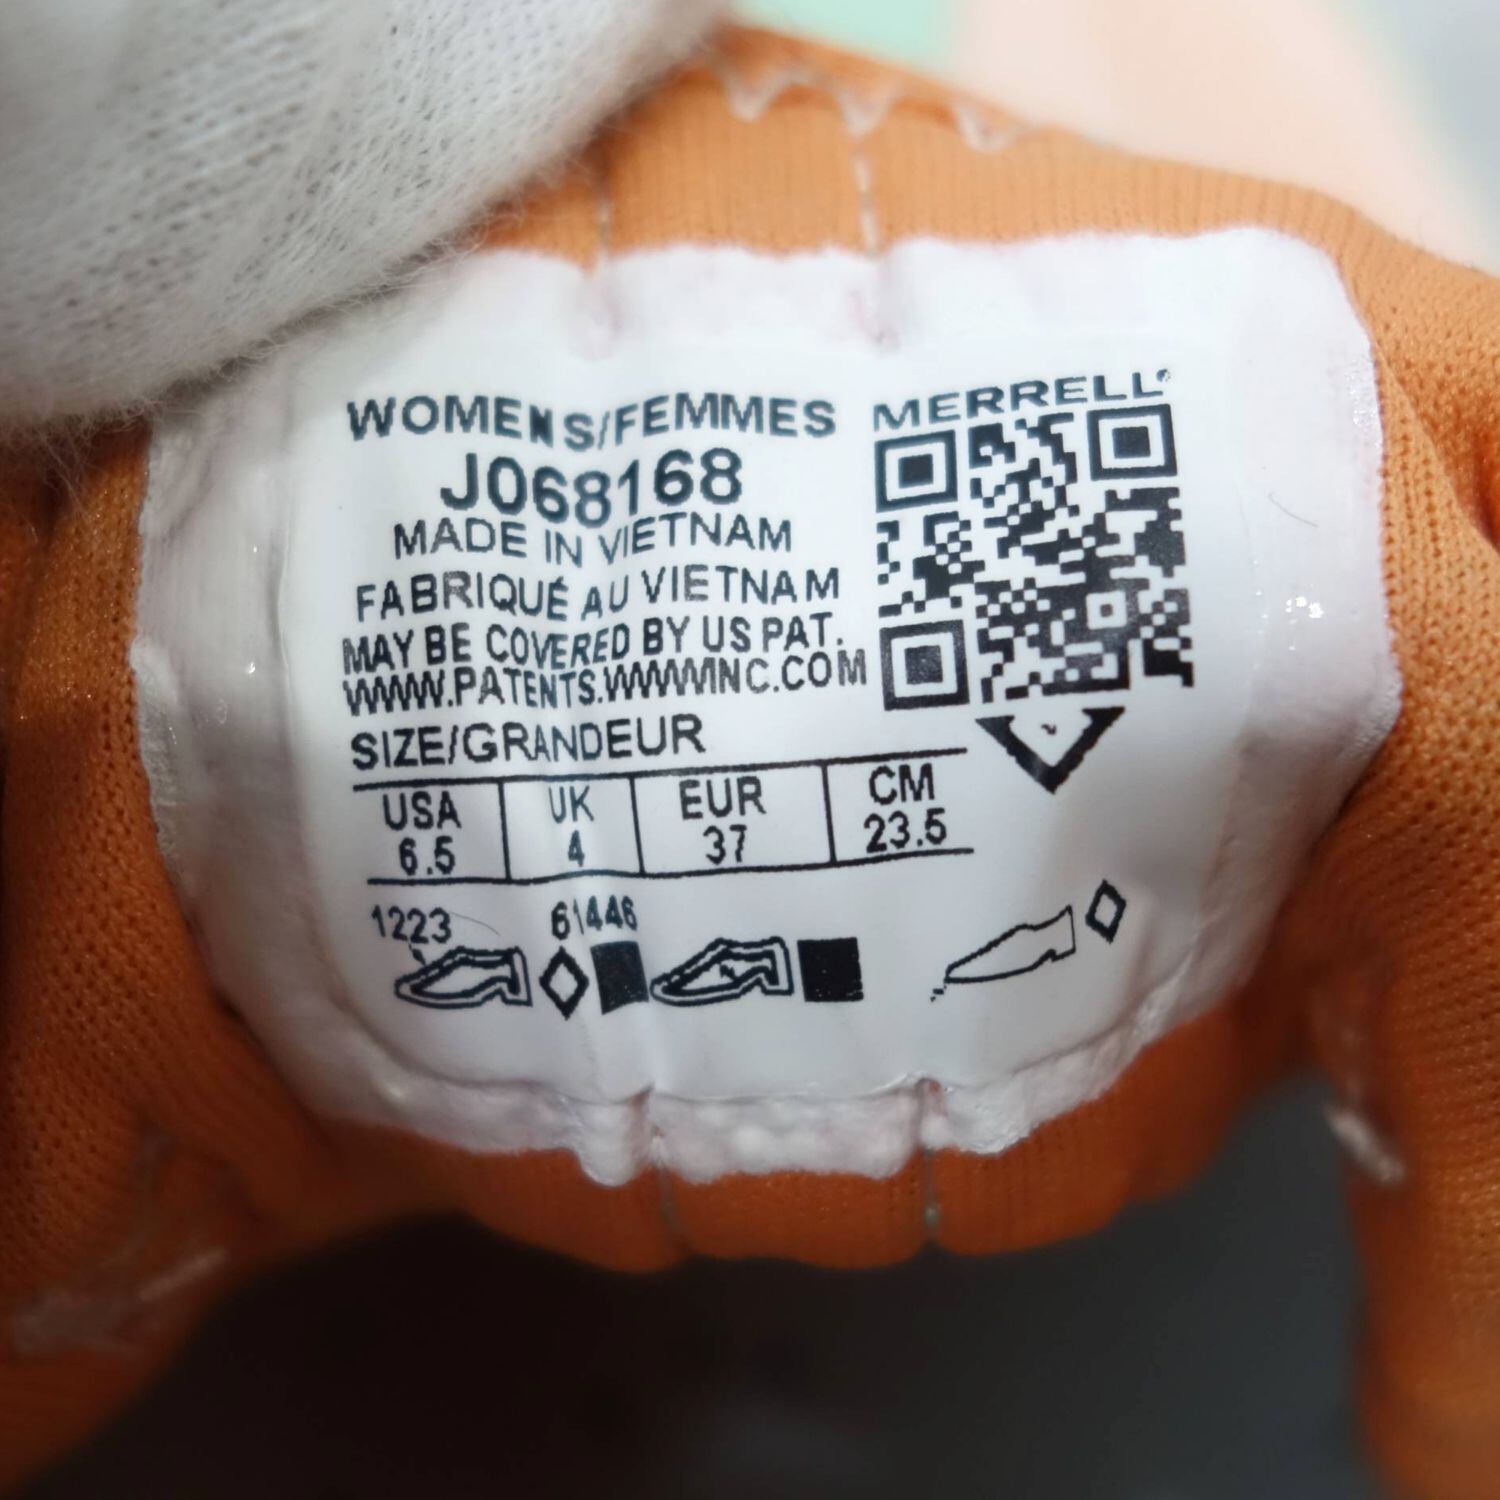 WOMENS/FEMMES
MERRELL
J068168
MADE IN VIETNAM
FABRIQUÉ AU VIETNAM
MAY BE COVERED BY US PAT.
WWW.PATENTS.WWWINC.COM
SIZE/GRANDEUR
USA UK EUR CM
6.5 4 37 23.5
1223 61446